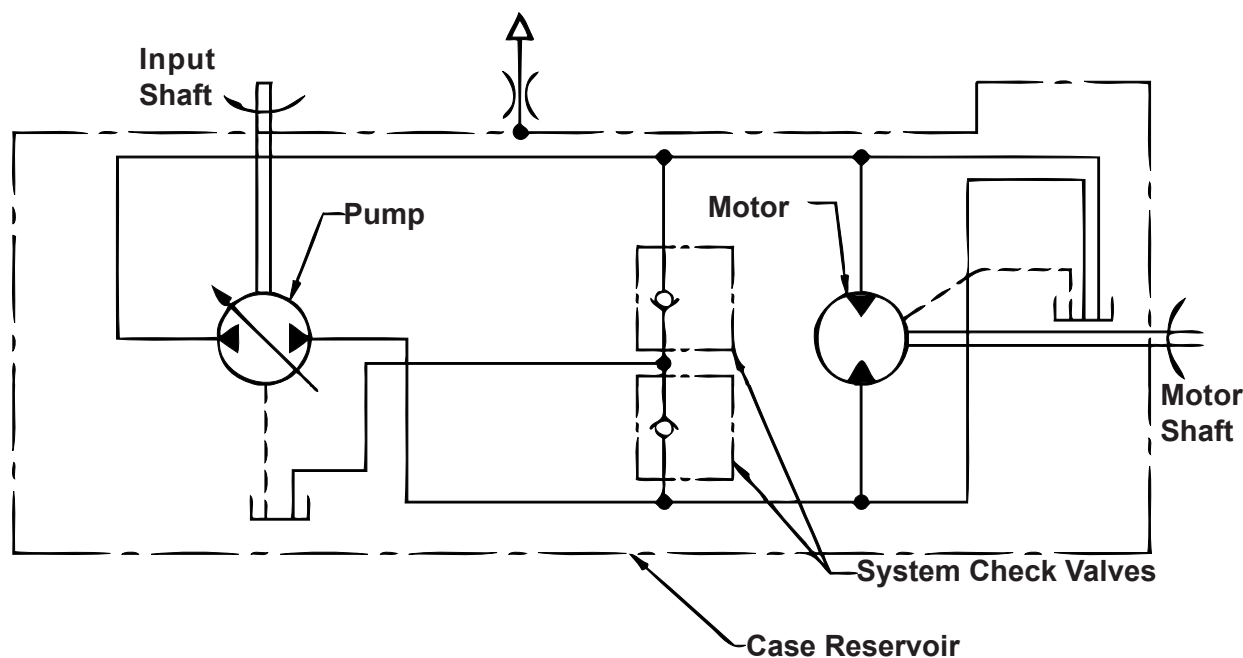 Input
Shaft
Pump
Motor
Motor
Shaft
System Check Valves
Case Reservoir